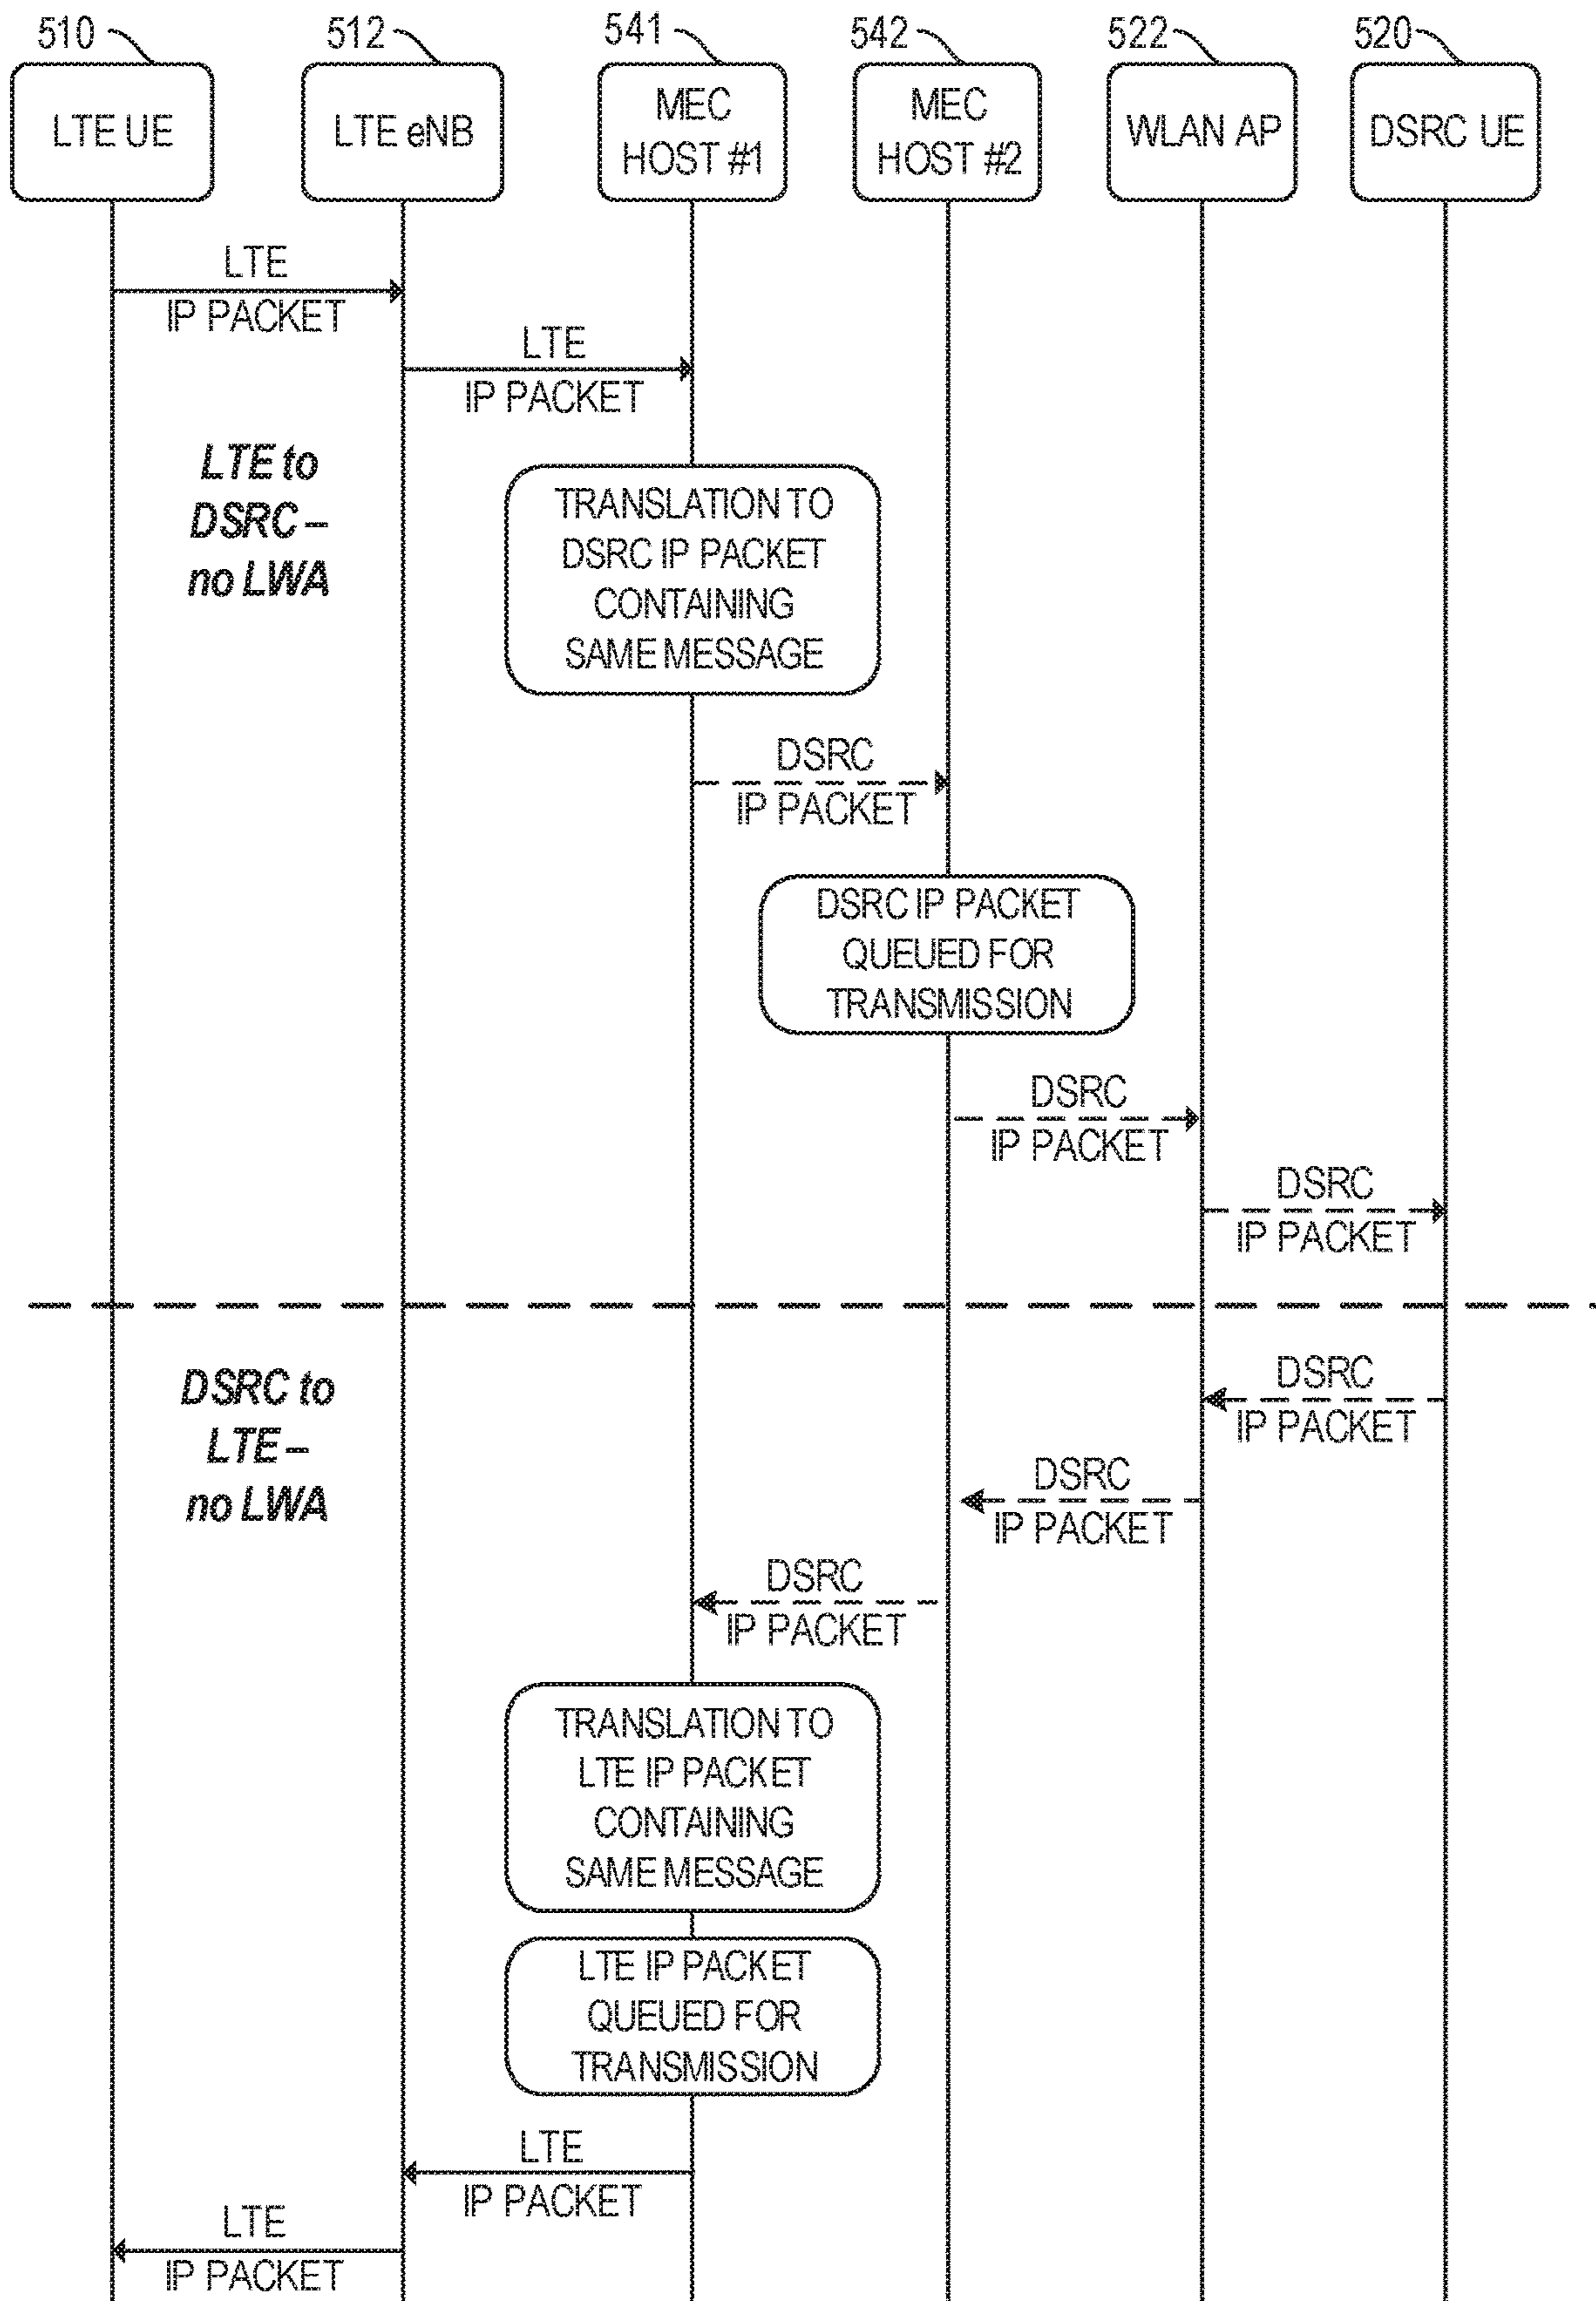 510
512
541
542
522
520
LTE UE
LTE eNB
MEC
HOST #1
MEC
HOST #2
WLAN AP
DSRC UE
LTE
IP PACKET
LTE
IP PACKET
LTE to
DSRC –
no LWA
TRANSLATION TO
DSRC IP PACKET
CONTAINING
SAME MESSAGE
DSRC
IP PACKET
DSRC IP PACKET
QUEUED FOR
TRANSMISSION
DSRC
IP PACKET
DSRC
IP PACKET
DSRC to
LTE –
no LWA
DSRC
IP PACKET
DSRC
IP PACKET
DSRC
IP PACKET
TRANSLATION TO
LTE IP PACKET
CONTAINING
SAME MESSAGE
LTE IP PACKET
QUEUED FOR
TRANSMISSION
LTE
IP PACKET
LTE
IP PACKET